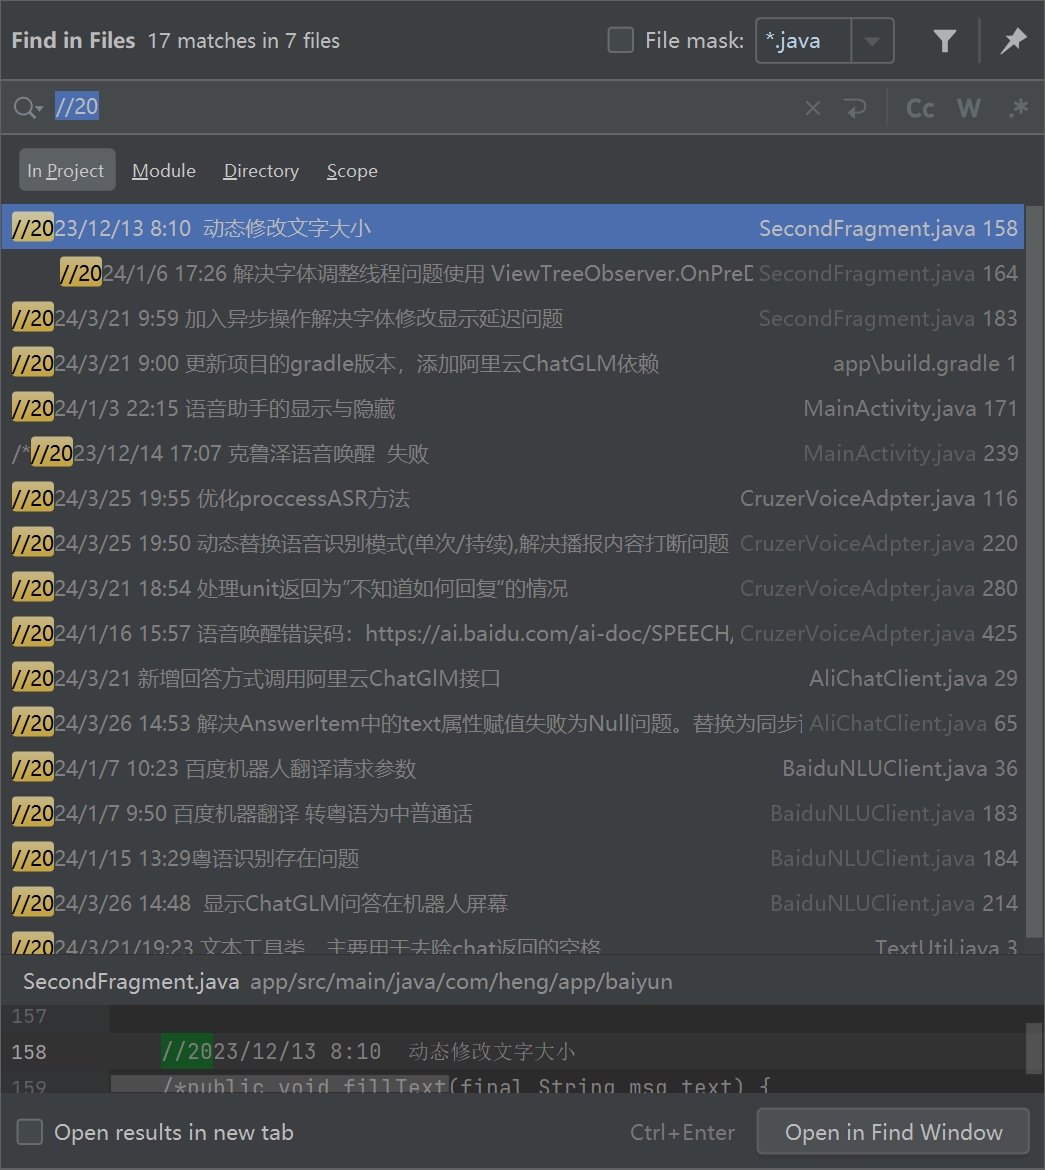 Find in Files 17 matches in 7 files File mask: *.java
//20 Cc W .*
In Project Module Directory Scope
//2023/12/13 8:10 动态修改文字大小 SecondFragment.java 158
//2024/1/6 17:26 解决字体调整线程问题使用 ViewTreeObserver.OnPreD SecondFragment.java 164
//2024/3/21 9:59 加入异步操作解决字体修改显示延迟问题 SecondFragment.java 183
//2024/3/21 9:00 更新项目的gradle版本，添加阿里云ChatGLM依赖 app\build.gradle 1
//2024/1/3 22:15 语音助手的显示与隐藏 MainActivity.java 171
/*//2023/12/14 17:07 克鲁泽语音唤醒 失败 MainActivity.java 239
//2024/3/25 19:55 优化proccessASR方法 CruzerVoiceAdpter.java 116
//2024/3/25 19:50 动态替换语音识别模式(单次/持续),解决播报内容打断问题 CruzerVoiceAdpter.java 220
//2024/3/21 18:54 处理unit返回为”不知道如何回复“的情况 CruzerVoiceAdpter.java 280
//2024/1/16 15:57 语音唤醒错误码：https://ai.baidu.com/ai-doc/SPEECH/ CruzerVoiceAdpter.java 425
//2024/3/21 新增回答方式调用阿里云ChatGlM接口 AliChatClient.java 29
//2024/3/26 14:53 解决AnswerItem中的text属性赋值失败为Null问题。替换为同步 AliChatClient.java 65
//2024/1/7 10:23 百度机器人翻译请求参数 BaiduNLUClient.java 36
//2024/1/7 9:50 百度机器翻译 转粤语为中普通话 BaiduNLUClient.java 183
//2024/1/15 13:29粤语识别存在问题 BaiduNLUClient.java 184
//2024/3/26 14:48 显示ChatGLM问答在机器人屏幕 BaiduNLUClient.java 214
//2024/3/21/19:23 文本工具类 主要用于去除chat返回的空格 TextUtil.java 3
SecondFragment.java app/src/main/java/com/heng/app/baiyun
157
158 //2023/12/13 8:10 动态修改文字大小
159 /*public void fillText(final String msg_text) {
Open results in new tab Ctrl+Enter Open in Find Window